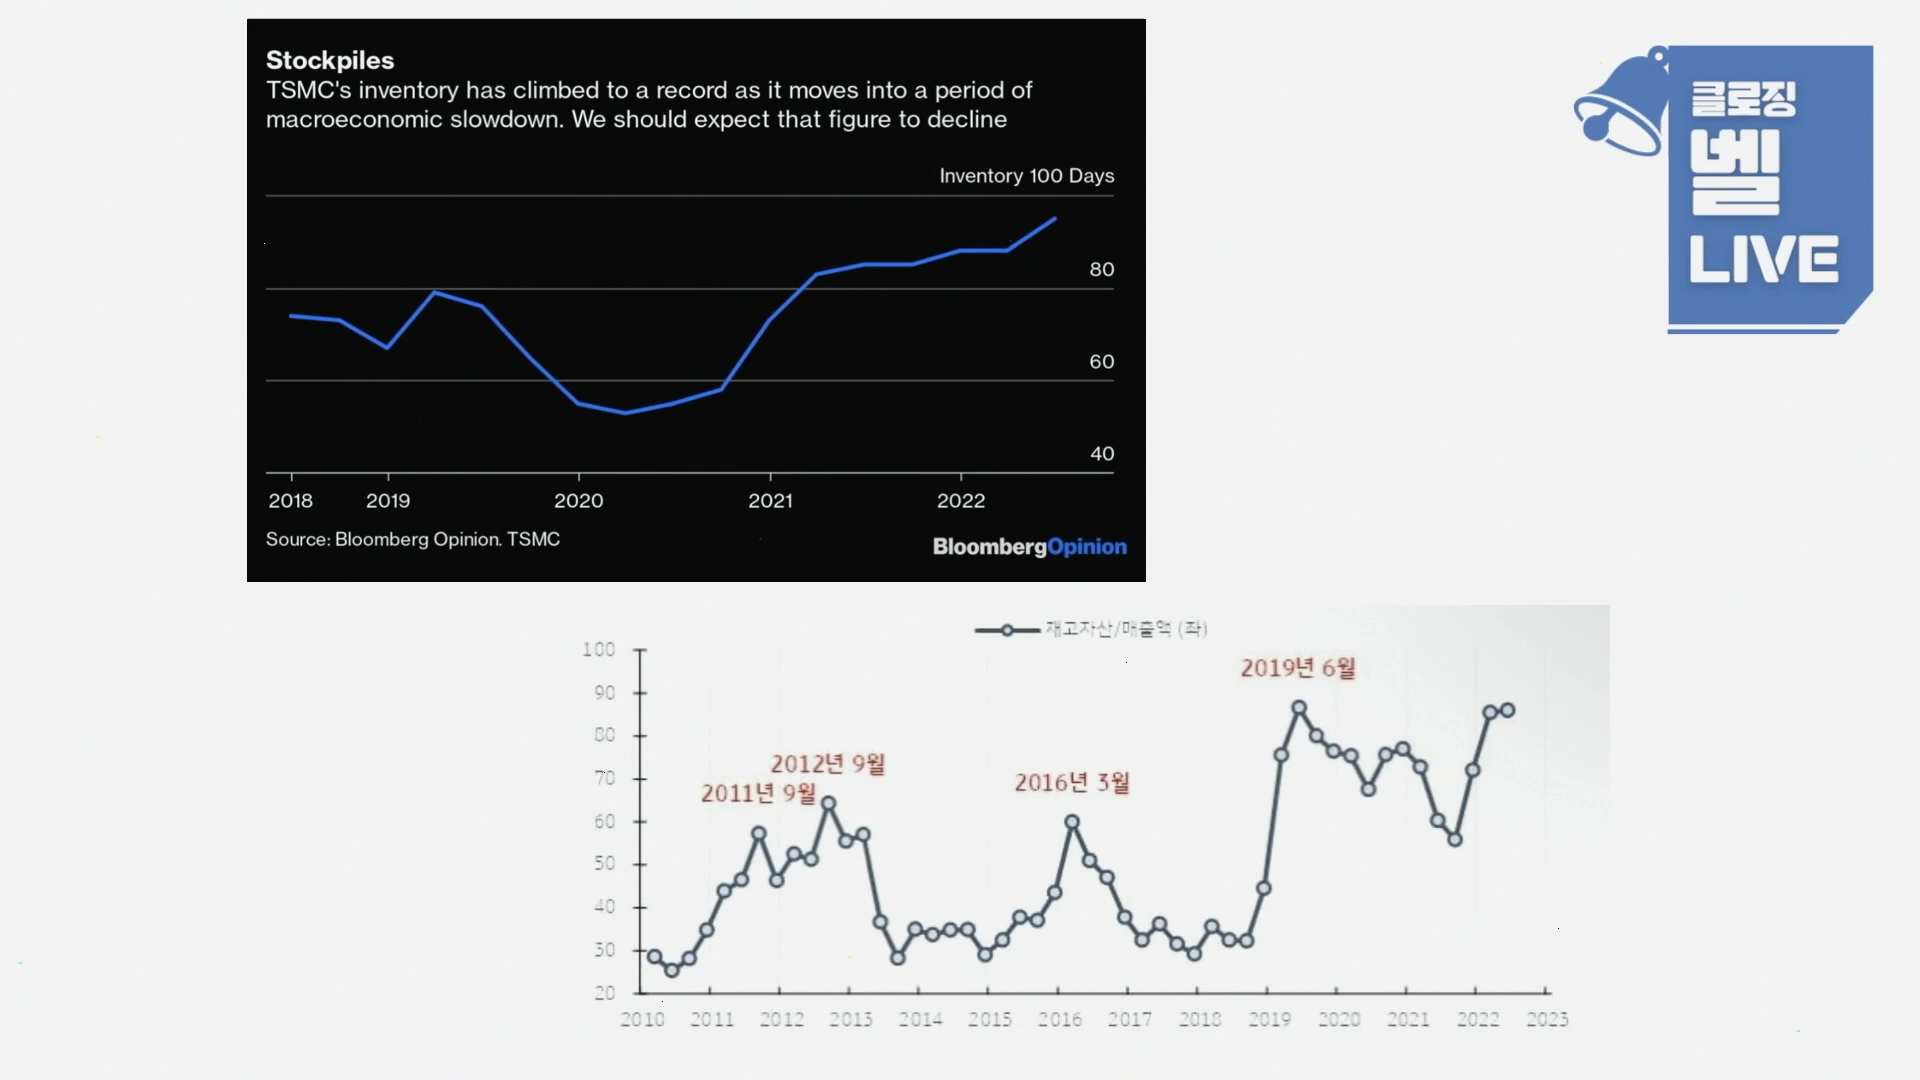 Stockpiles
TSMC's inventory has climbed to a record as it moves into a period of
macroeconomic slowdown. We should expect that figure to decline
Inventory 100 Days
80
60
40
2018 2019 2020 2021 2022
Source: Bloomberg Opinion. TSMC
BloombergOpinion
클로징
벨
LIVE
재고자산/매출액 (좌)
100
90
80
70
60
50
40
30
20
2011년 9월
2012년 9월
2016년 3월
2019년 6월
2010 2011 2012 2013 2014 2015 2016 2017 2018 2019 2020 2021 2022 2023